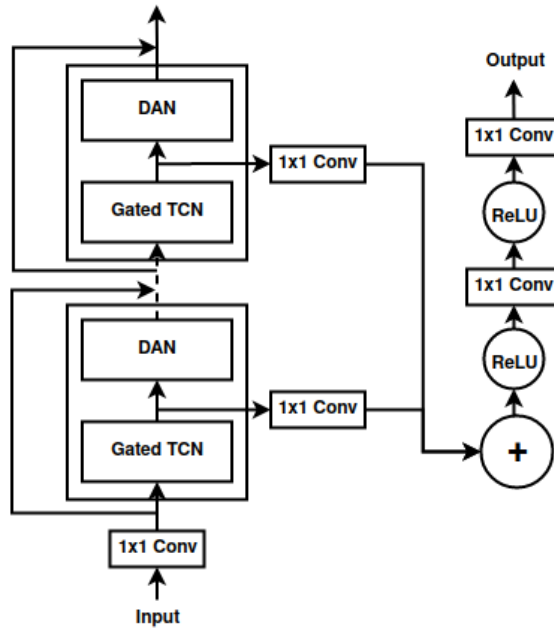 Output
DAN
1x1 Conv
1x1 Conv
Gated TCN
ReLU
1x1 Conv
DAN
ReLU
1x1 Conv
Gated TCN
+
1x1 Conv
Input